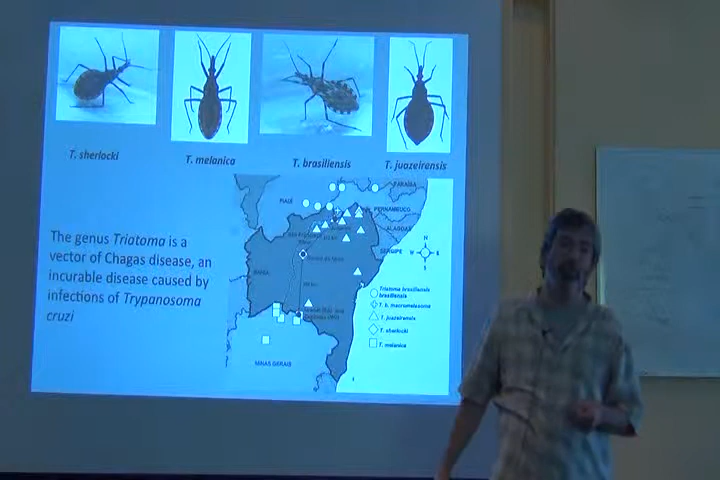 T. sherlocki
T. melanica
T. brasiliensis
T. juazeirensis
PARAÍBA
PIAUÍ
PERNAMBUCO
ALAGOAS
SERGIPE
W
E
BAHIA
The genus Triatoma is a
vector of Chagas disease, an
incurable disease caused by
infections of Trypanosoma
cruzi
Triatoma brasiliensis
brasiliensis
T. b. macromelasoma
T. juazeirensis
T. sherlocki
T. melanica
MINAS GERAIS